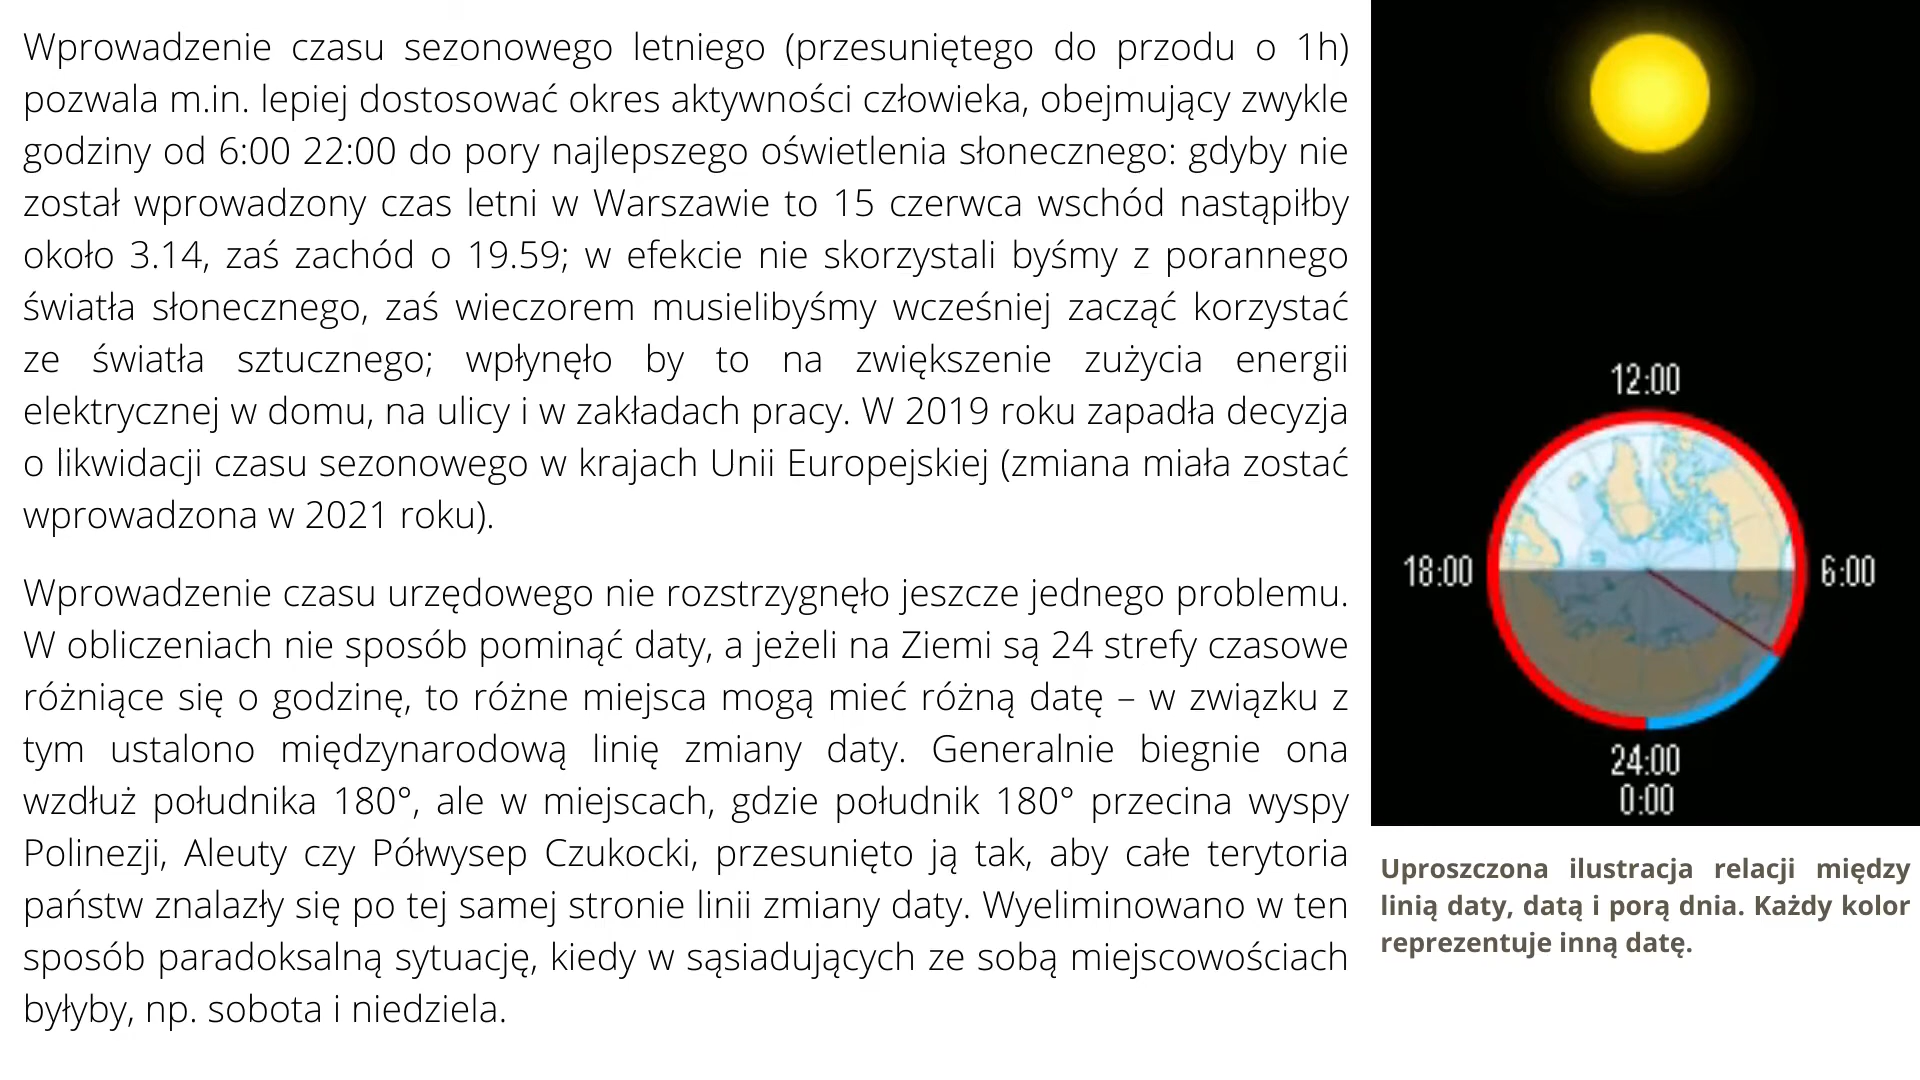 Wprowadzenie czasu sezonowego letniego (przesuniętego do przodu o 1h)
pozwala m.in. lepiej dostosować okres aktywności człowieka, obejmujący zwykle
godziny od 6:00 22:00 do pory najlepszego oświetlenia słonecznego: gdyby nie
został wprowadzony czas letni w Warszawie to 15 czerwca wschód nastąpiłby
około 3.14, zaś zachód o 19.59; w efekcie nie skorzystali byśmy z porannego
światła słonecznego, zaś wieczorem musielibyśmy wcześniej zacząć korzystać
ze światła sztucznego; wpłynęło by to na zwiększenie zużycia energii
elektrycznej w domu, na ulicy i w zakładach pracy. W 2019 roku zapadła decyzja
o likwidacji czasu sezonowego w krajach Unii Europejskiej (zmiana miała zostać
wprowadzona w 2021 roku).
Wprowadzenie czasu urzędowego nie rozstrzygnęło jeszcze jednego problemu.
W obliczeniach nie sposób pominąć daty, a jeżeli na Ziemi są 24 strefy czasowe
różniące się o godzinę, to różne miejsca mogą mieć różną datę – w związku z
tym ustalono międzynarodową linię zmiany daty. Generalnie biegnie ona
wzdłuż południka 180°, ale w miejscach, gdzie południk 180° przecina wyspy
Polinezji, Aleuty czy Półwysep Czukocki, przesunięto ją tak, aby całe terytoria
państw znalazły się po tej samej stronie linii zmiany daty. Wyeliminowano w ten
sposób paradoksalną sytuację, kiedy w sąsiadujących ze sobą miejscowościach
byłyby, np. sobota i niedziela.
12:00
18:00
6:00
24:00
0:00
Uproszczona ilustracja relacji między
linią daty, datą i porą dnia. Każdy kolor
reprezentuje inną datę.